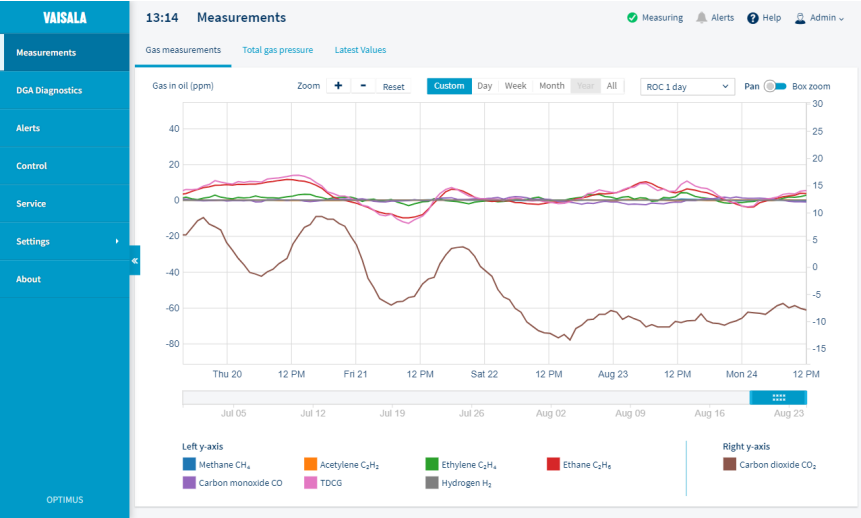 VAISALA
13:14 Measurements
Measuring Alerts Help Admin
Measurements
DGA Diagnostics
Alerts
Control
Service
Settings
About
OPTIMUS
Gas measurements Total gas pressure Latest Values
Gas in oil (ppm) Zoom + - Reset Custom Day Week Month Year All ROC 1 day Pan Box zoom
40
20
0
-20
-40
-60
-80
30
25
20
15
10
5
0
-5
-10
-15
Thu 20 12 PM Fri 21 12 PM Sat 22 12 PM Aug 23 12 PM Mon 24 12 PM
Jul 05 Jul 12 Jul 19 Jul 26 Aug 02 Aug 09 Aug 16 Aug 23
Left y-axis
Methane CH₄ Acetylene C₂H₂ Ethylene C₂H₄ Ethane C₂H₆
Carbon monoxide CO TDCG Hydrogen H₂
Right y-axis
Carbon dioxide CO₂